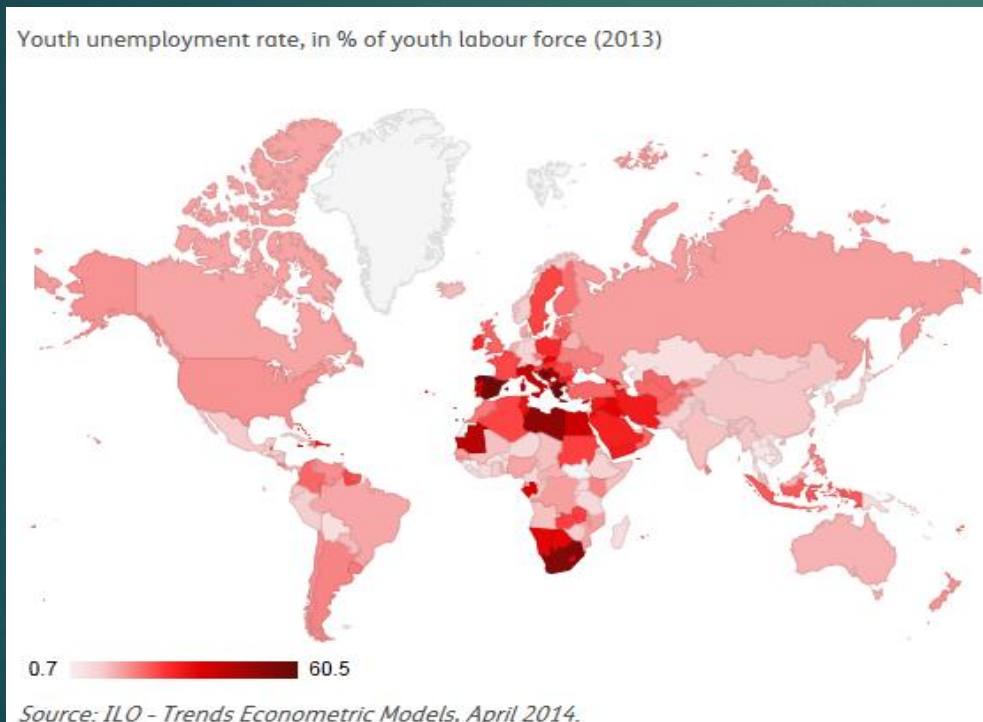 Youth unemployment rate, in % of youth labour force (2013)
0.7 60.5
Source: ILO - Trends Econometric Models, April 2014.